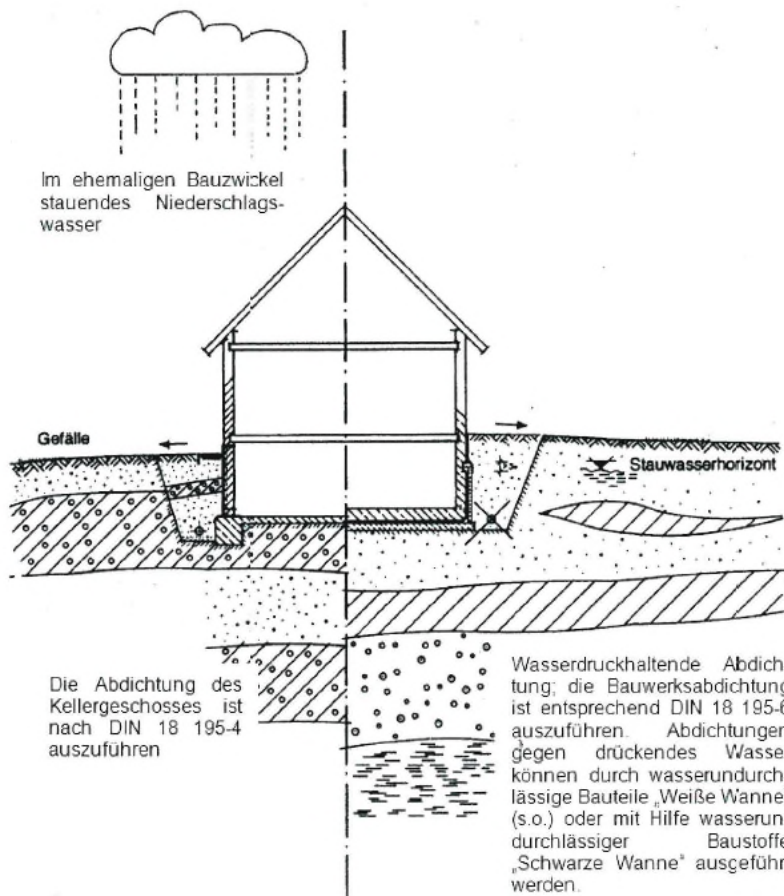 Im ehemaligen Bauzwickel
stauendes Niederschlags-
wasser
Gefälle
Stauwasserhorizont
Die Abdichtung des
Kellergeschosses ist
nach DIN 18 195-4
auszuführen
Wasserdruckhaltende Abdich-
tung; die Bauwerksabdichtung
ist entsprechend DIN 18 195-6
auszuführen. Abdichtungen
gegen drückendes Wasse
können durch wasserundurch-
lässige Bauteile „Weiße Wanne
(s.o.) oder mit Hilfe wasserun
durchlässiger Baustoffe
„Schwarze Wanne“ ausgeführ
werden.